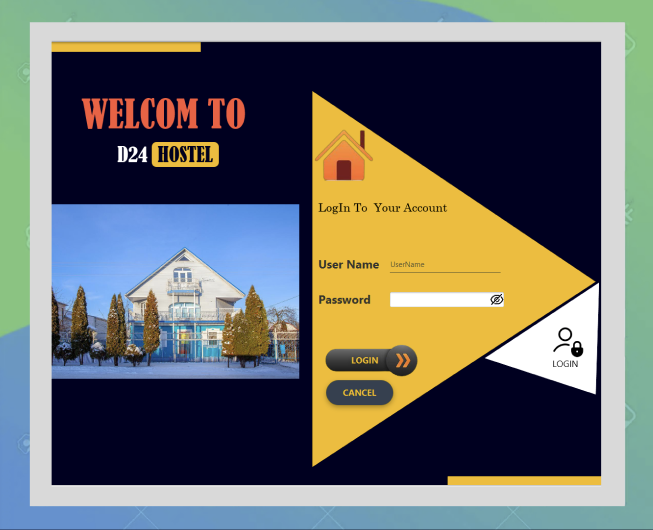 WELCOM TO
D24 HOSTEL
LogIn To Your Account
User Name UserName
Password
LOGIN
CANCEL
LOGIN